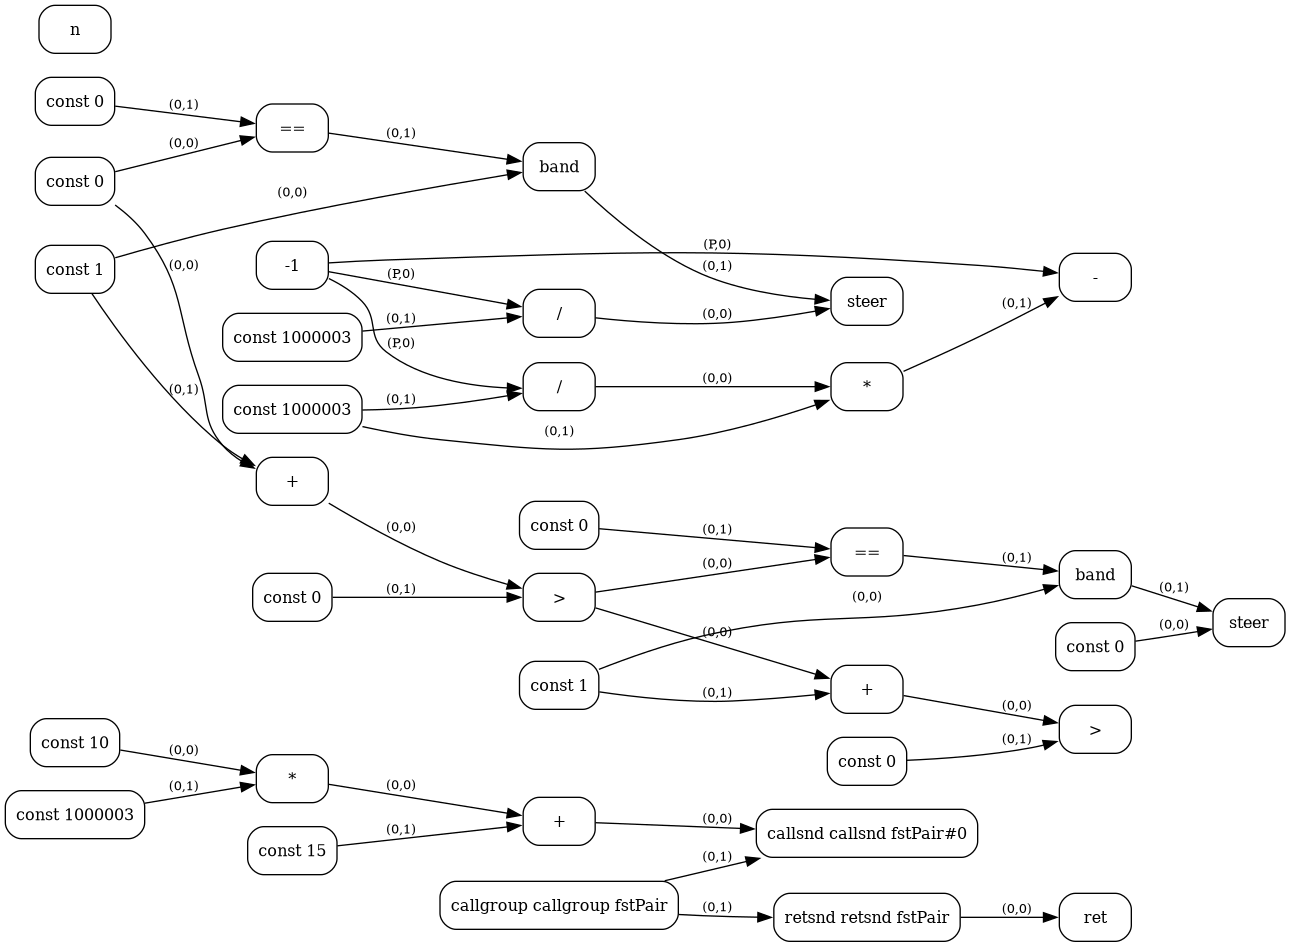 n
const 0
(0,1)
==
(0,0)
(0,1)
const 0
band
(0,0)
const 1
(0,0)
-1
(P,0)
(P,0)
(0,1)
-
/
steer
(0,1)
(0,0)
const 1000003
(0,1)
(P,0)
/
(0,0)
*
(0,1)
const 1000003
(0,1)
(0,1)
+
(0,0)
const 0
(0,1)
==
(0,0)
(0,1)
const 0
(0,1)
>
band
(0,1)
(0,0)
steer
(0,0)
const 0
(0,0)
const 1
(0,1)
+
(0,0)
>
const 0
(0,1)
const 10
(0,0)
*
(0,0)
const 1000003
(0,1)
+
(0,0)
callsnd callsnd fstPair#0
const 15
(0,1)
(0,1)
callgroup callgroup fstPair
(0,1)
retsnd retsnd fstPair
(0,0)
ret